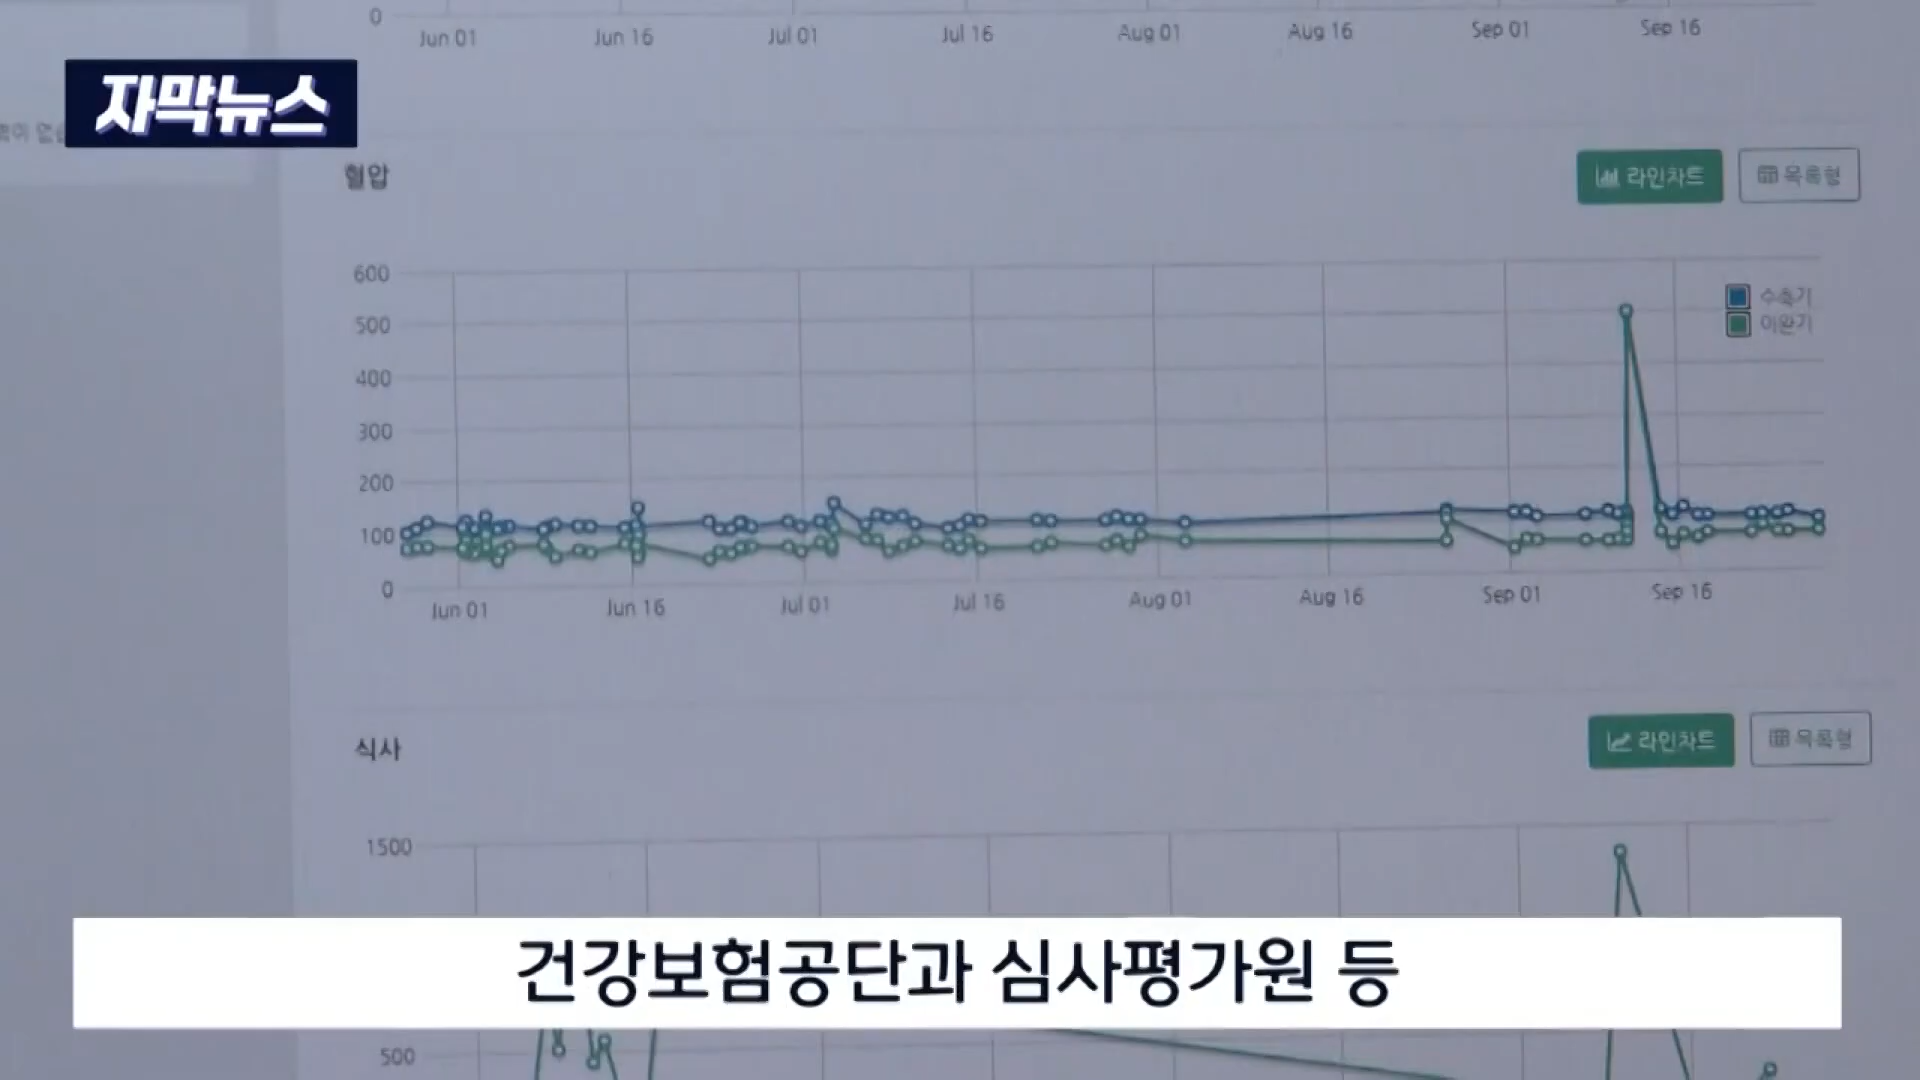 0
Jun 01 Jun 16 Jul 01 Jul 16 Aug 01 Aug 16 Sep 01 Sep 16
자막뉴스
혈압
라인차트 목록형
600
500
400
300
200
100
0
수축기
이완기
Jun 01 Jun 16 Jul 01 Jul 16 Aug 01 Aug 16 Sep 01 Sep 16
식사
라인차트 목록형
1500
건강보험공단과 심사평가원 등
500